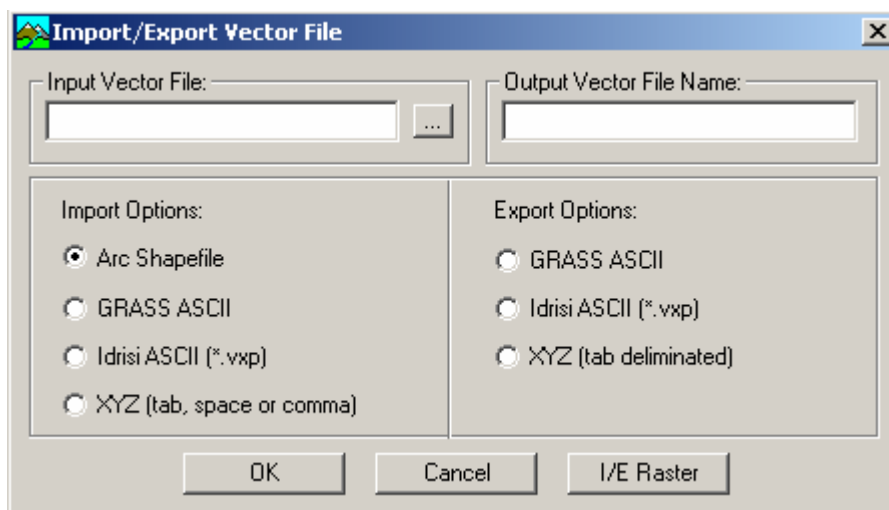 Import/Export Vector File
Input Vector File:
...
Output Vector File Name:
Import Options:
Arc Shapefile
GRASS ASCII
Idrisi ASCII (*.vxp)
XYZ (tab, space or comma)
Export Options:
GRASS ASCII
Idrisi ASCII (*.vxp)
XYZ (tab deliminated)
OK
Cancel
I/E Raster